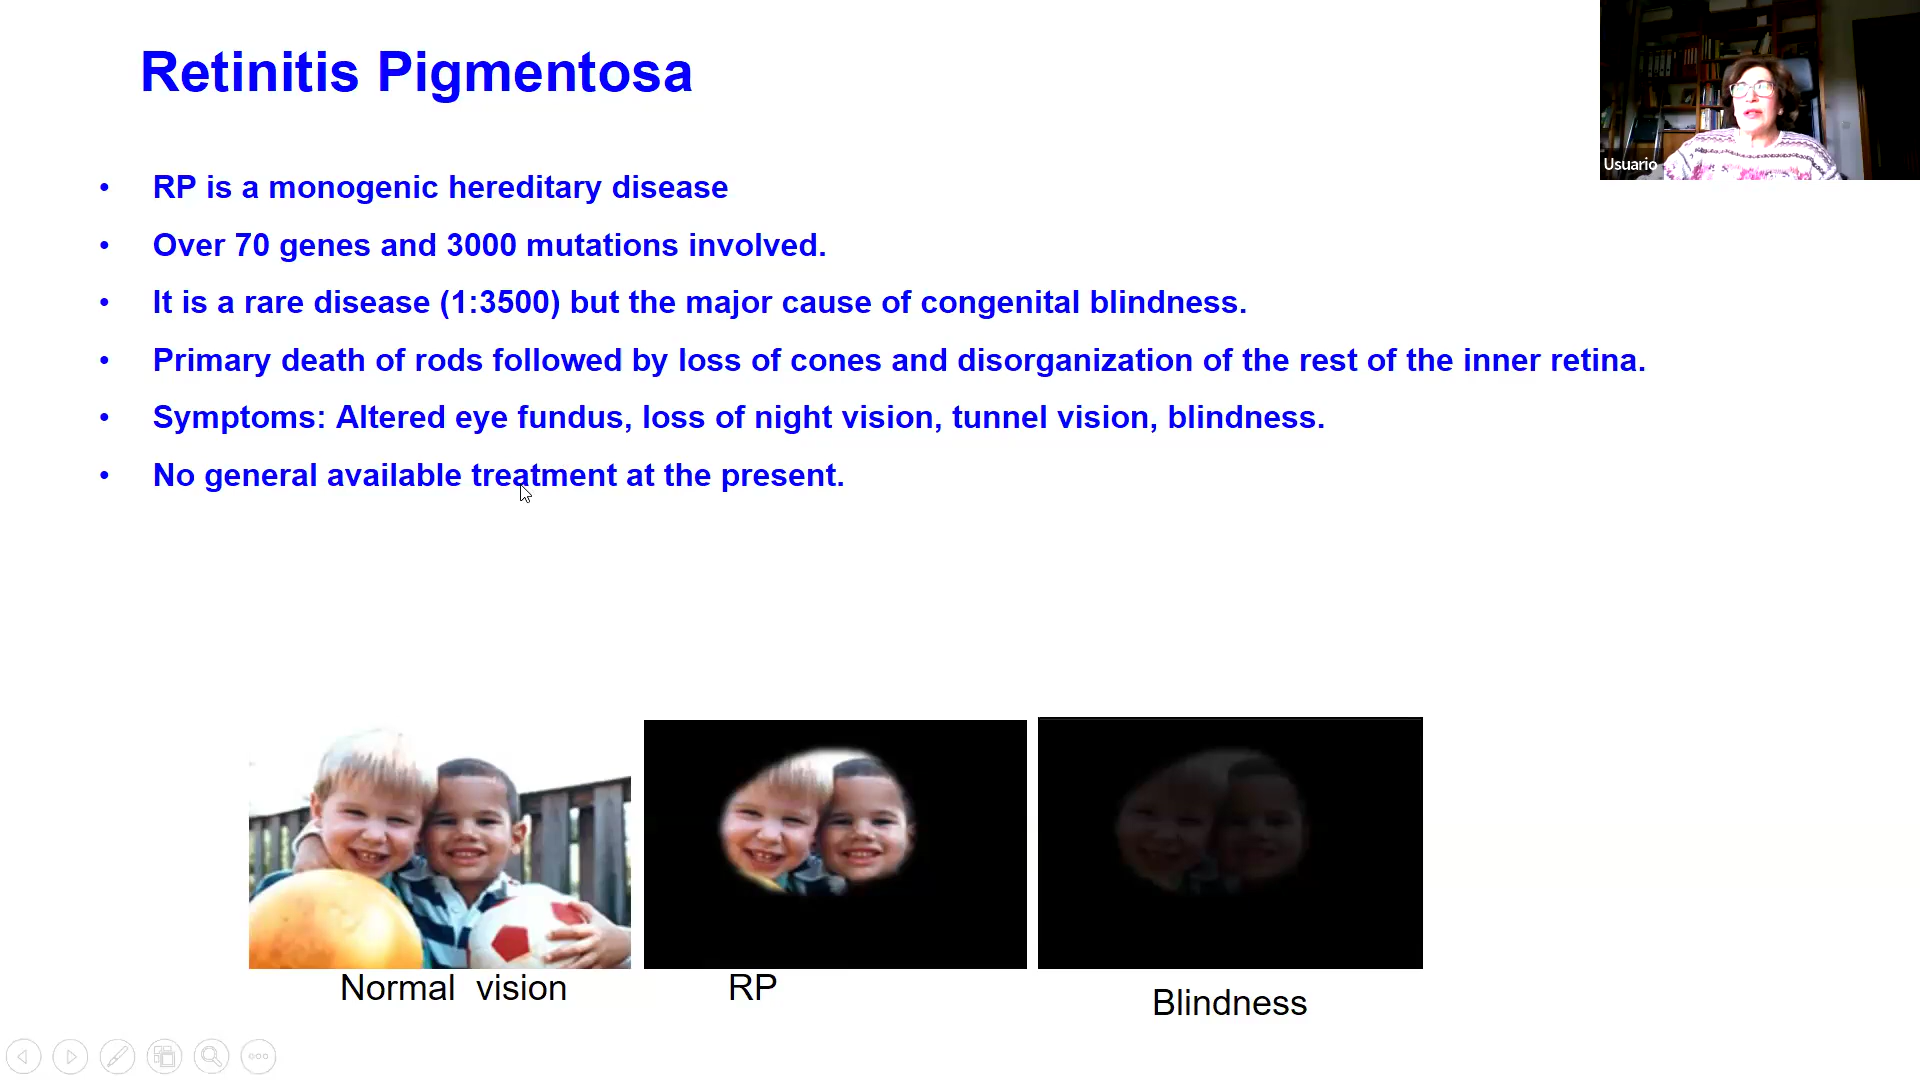 Retinitis Pigmentosa
Usuario
• RP is a monogenic hereditary disease
• Over 70 genes and 3000 mutations involved.
• It is a rare disease (1:3500) but the major cause of congenital blindness.
• Primary death of rods followed by loss of cones and disorganization of the rest of the inner retina.
• Symptoms: Altered eye fundus, loss of night vision, tunnel vision, blindness.
• No general available treatment at the present.
Normal vision
RP
Blindness